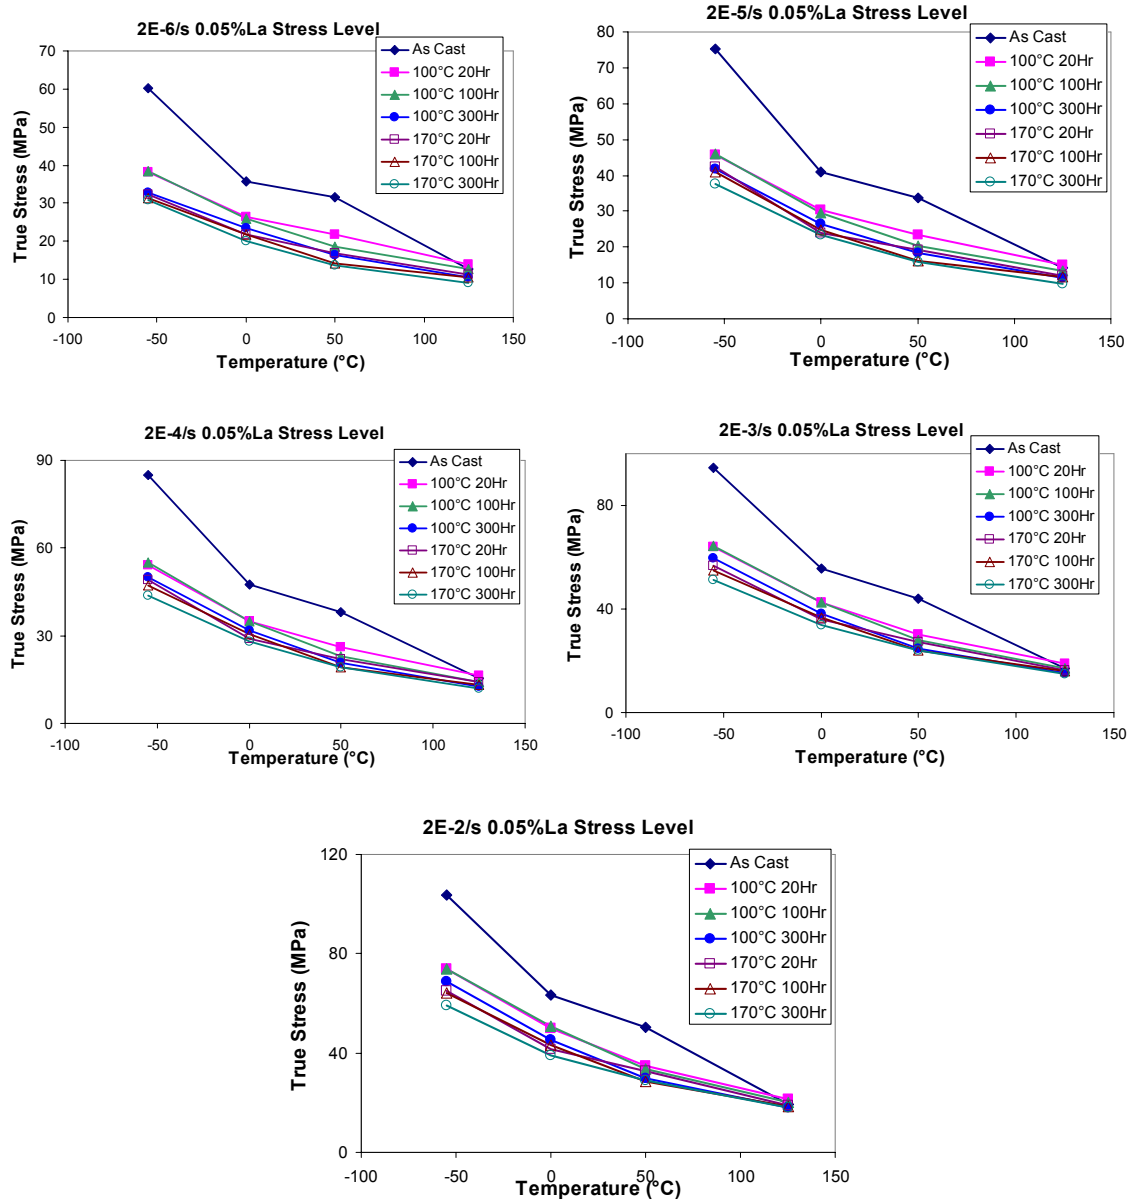 2E-6/s 0.05%La Stress Level
70
60
50
40
30
20
10
0
-100
-50
0
50
100
150
True Stress (MPa)
Temperature (°C)
As Cast
100°C 20Hr
100°C 100Hr
100°C 300Hr
170°C 20Hr
170°C 100Hr
170°C 300Hr
2E-5/s 0.05%La Stress Level
80
70
60
50
40
30
20
10
0
-100
-50
0
50
100
150
True Stress (MPa)
Temperature (°C)
As Cast
100°C 20Hr
100°C 100Hr
100°C 300Hr
170°C 20Hr
170°C 100Hr
170°C 300Hr
2E-4/s 0.05%La Stress Level
90
60
30
0
-100
-50
0
50
100
150
True Stress (MPa)
Temperature (°C)
As Cast
100°C 20Hr
100°C 100Hr
100°C 300Hr
170°C 20Hr
170°C 100Hr
170°C 300Hr
2E-3/s 0.05%La Stress Level
80
40
0
-100
-50
0
50
100
150
True Stress (MPa)
Temperature (°C)
As Cast
100°C 20Hr
100°C 100Hr
100°C 300Hr
170°C 20Hr
170°C 100Hr
170°C 300Hr
2E-2/s 0.05%La Stress Level
120
80
40
0
-100
-50
0
50
100
150
True Stress (MPa)
Temperature (°C)
As Cast
100°C 20Hr
100°C 100Hr
100°C 300Hr
170°C 20Hr
170°C 100Hr
170°C 300Hr